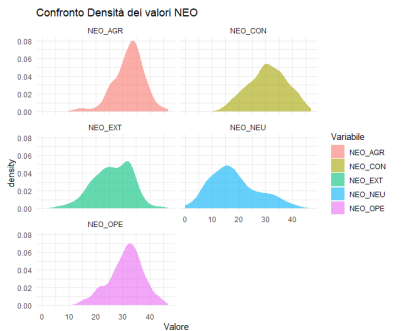 Confronto Densità dei valori NEO
NEO_AGR
NEO_CON
0.08
0.06
0.04
0.02
0.00
NEO_EXT
NEO_NEU
0.08
0.06
0.04
0.02
0.00
0 10 20 30 40
NEO_OPE
0.08
0.06
0.04
0.02
0.00
0 10 20 30 40
density
Valore
Variabile
NEO_AGR
NEO_CON
NEO_EXT
NEO_NEU
NEO_OPE